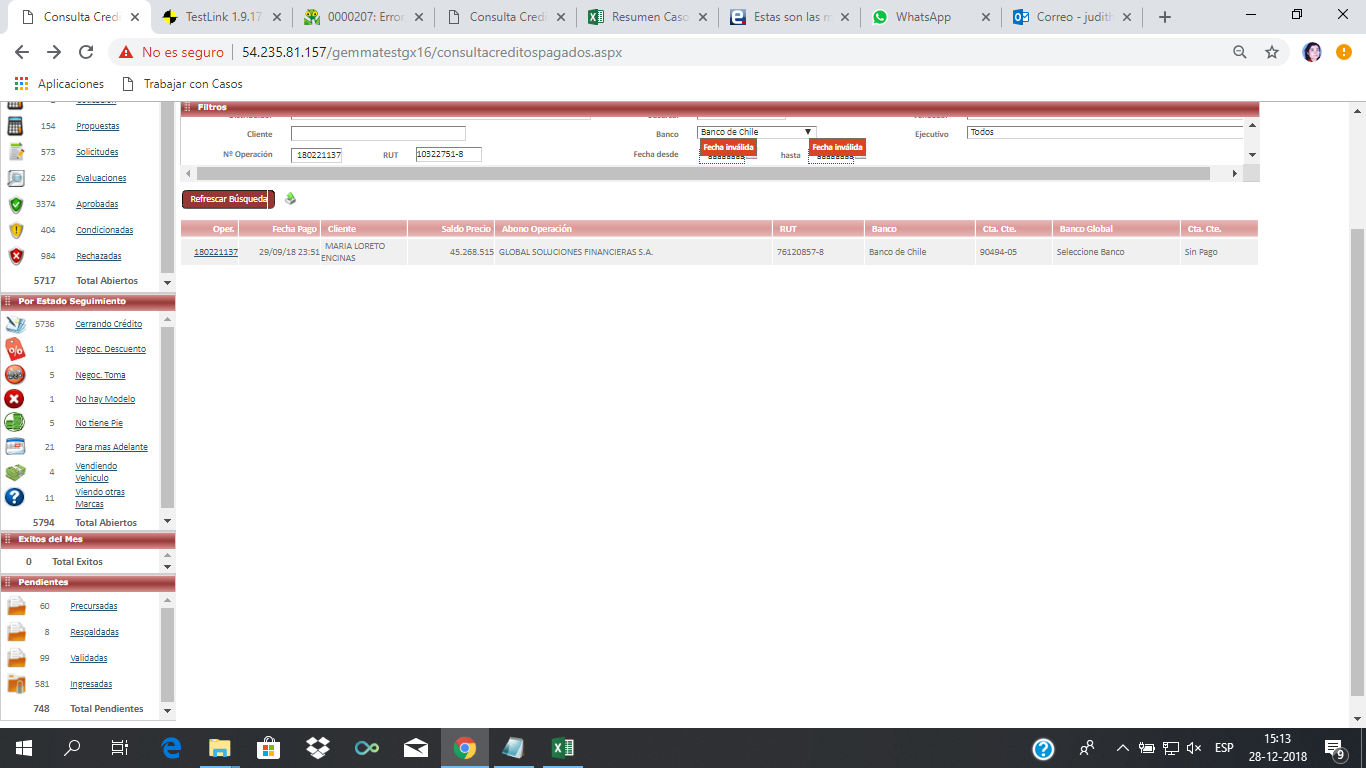 Consulta Credi
TestLink 1.9.17
0000207: Error
Consulta Credi
Resumen Caso
Estas son las m
WhatsApp
Correo - judith
No es seguro
54.235.81.157/gemmatestgx16/consultacreditospagados.aspx
Aplicaciones
Trabajar con Casos
154 Propuestas
573 Solicitudes
226 Evaluaciones
3374 Aprobadas
404 Condicionadas
984 Rechazadas
5717 Total Abiertos
Por Estado Seguimiento
5736 Cerrando Crédito
11 Negoc. Descuento
5 Negoc. Toma
1 No hay Modelo
5 No tiene Pie
21 Para mas Adelante
4 Vendiendo
Vehículo
11 Viendo otras
Marcas
5794 Total Abiertos
Exitos del Mes
0 Total Exitos
Pendientes
60 Precursadas
8 Respaldadas
99 Validadas
581 Ingresadas
748 Total Pendientes
Filtros
Cliente Banco Banco de Chile Ejecutivo Todos
Nº Operación 180221137 RUT 10322751-8 Fecha desde Fecha inválida hasta Fecha inválida
Refrescar Búsqueda
Oper. Fecha Pago Cliente Saldo Precio Abono Operación RUT Banco Cta. Cte. Banco Global Cta. Cte.
180221137 29/09/18 23:51 MARIA LORETO ENCINAS 45.268.515 GLOBAL SOLUCIONES FINANCIERAS S.A. 76120857-8 Banco de Chile 90494-05 Seleccione Banco Sin Pago
ESP
15:13
28-12-2018
9